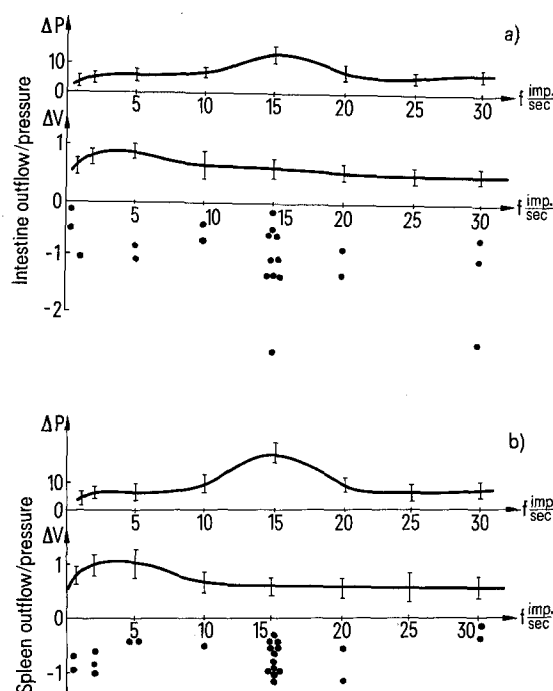 ΔP
a)
10
0
5 10 15 20 25 30 f imp./sec
ΔV
1
0
5 10 15 20 25 30 f imp./sec
-1
-2
Intestine outflow/pressure
ΔP
b)
10
0
5 10 15 20 25 30 f imp./sec
ΔV
1
0
5 10 15 20 25 30 f imp./sec
-1
Spleen outflow/pressure